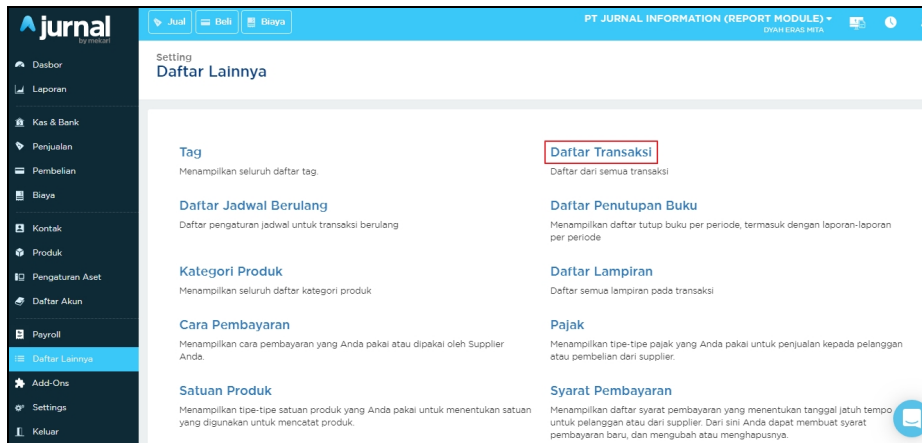 jurnal
by mekari
Jual
Beli
Biaya
PT JURNAL INFORMATION (REPORT MODULE)
DYAH ERAS MITA
Dasbor
Laporan
Kas & Bank
Penjualan
Pembelian
Biaya
Kontak
Produk
Pengaturan Aset
Daftar Akun
Payroll
Daftar Lainnya
Add-Ons
Settings
Keluar
Setting
Daftar Lainnya
Tag
Menampilkan seluruh daftar tag.
Daftar Transaksi
Daftar dari semua transaksi
Daftar Jadwal Berulang
Daftar pengaturan jadwal untuk transaksi berulang
Daftar Penutupan Buku
Menampilkan daftar tutup buku per periode, termasuk dengan laporan-laporan
per periode
Kategori Produk
Menampilkan seluruh daftar kategori produk
Daftar Lampiran
Daftar semua lampiran pada transaksi
Cara Pembayaran
Menampilkan cara pembayaran yang Anda pakai atau dipakai oleh Supplier
Anda.
Pajak
Menampilkan tipe-tipe pajak yang Anda pakai untuk penjualan kepada pelanggan
atau pembelian dari supplier.
Satuan Produk
Menampilkan tipe-tipe satuan produk yang Anda pakai untuk menentukan satuan
yang digunakan untuk mencatat produk.
Syarat Pembayaran
Menampilkan daftar syarat pembayaran yang menentukan tanggal jatuh tempo
untuk pelanggan atau dari supplier. Dari sini Anda dapat membuat syarat
pembayaran baru, dan mengubah atau menghapusnya.